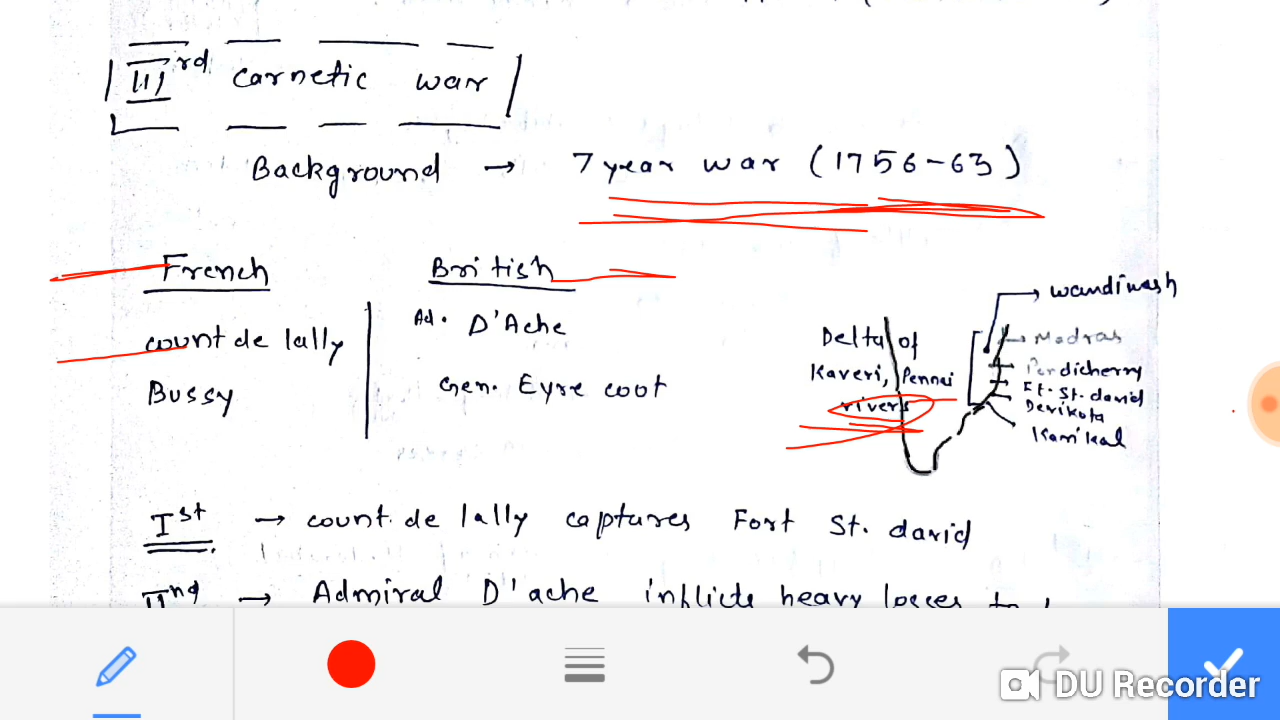 IIIrd carnetic war
Background → 7 year war (1756-63)
French British
count de lally Ad. D'Ache
Bussy Gen. Eyre coot
Delta of
Kaveri, Pennai
rivers
wandiwash
Madras
Pondicherry
Ft. St. david
Devikota
Karikal
Ist → count de lally captures Fort St. david
IInd → Admiral D'ache inflicts heavy losses to
DU Recorder